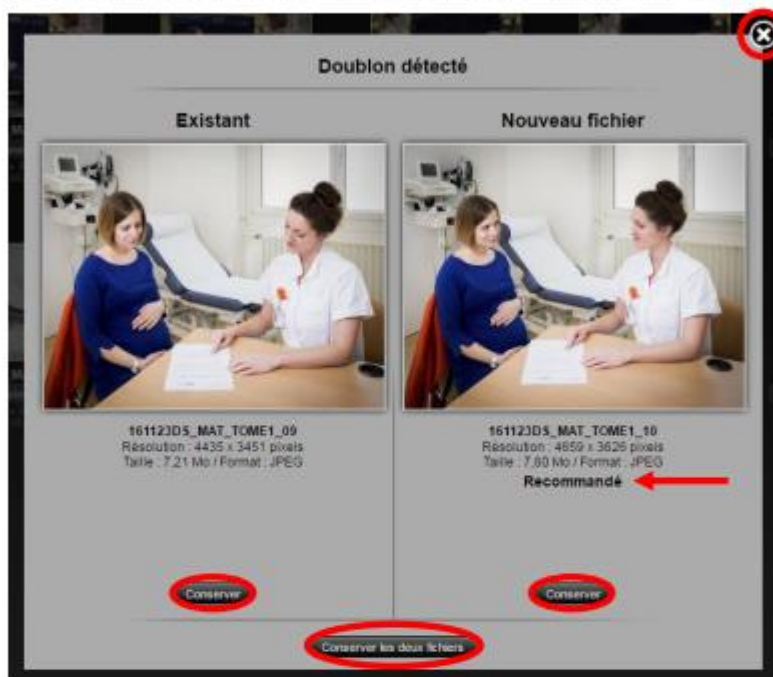 Doublon détecté
Existant
Nouveau fichier
161123DS_MAT_TOME1_09
Résolution : 4435 x 3451 pixels
Taille : 7,21 Mo / Format : JPEG
161123DS_MAT_TOME1_10
Résolution : 4659 x 3626 pixels
Taille : 7,80 Mo / Format : JPEG
Recommandé
Conserver
Conserver
Conserver les deux fichiers